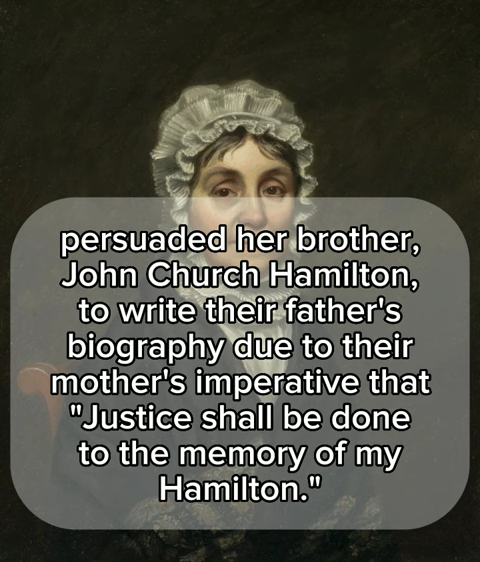 persuaded her brother,
John Church Hamilton,
to write their father's
biography due to their
mother's imperative that
"Justice shall be done
to the memory of my
Hamilton."